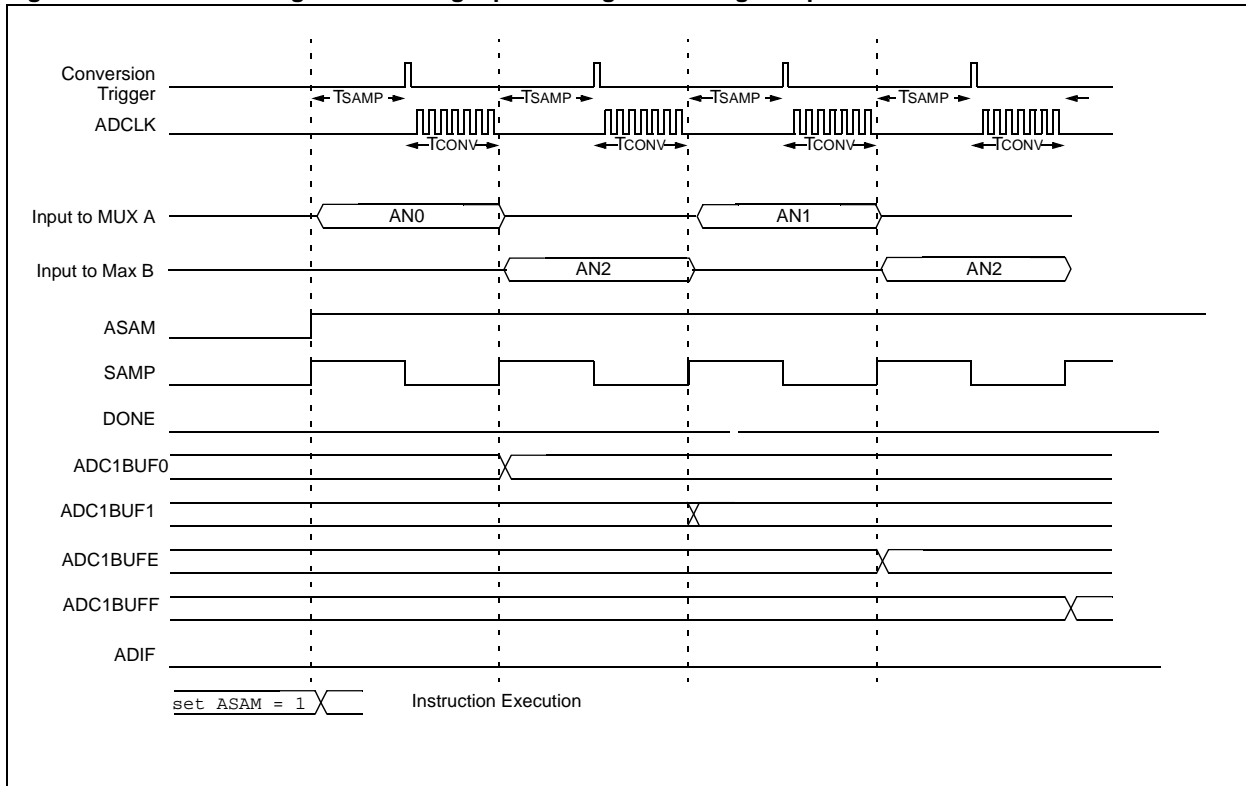 Conversion
Trigger
TSAMP TSAMP TSAMP TSAMP
ADCLK
TCONV TCONV TCONV TCONV
Input to MUX A AN0 AN1
Input to Max B AN2 AN2
ASAM
SAMP
DONE
ADC1BUF0
ADC1BUF1
ADC1BUFE
ADC1BUFF
ADIF
set ASAM = 1 Instruction Execution